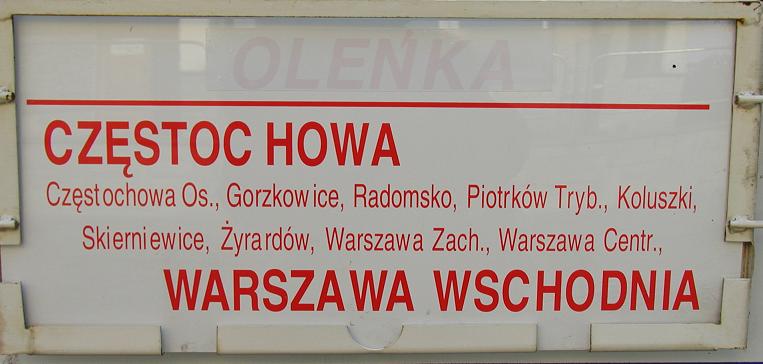 OLEŃKA
CZĘSTOC HOWA
Częstochowa Os., Gorzkowice, Radomsko, Piotrków Tryb., Koluszki,
Skierniewice, Żyrardów, Warszawa Zach., Warszawa Centr.,
WARSZAWA WSCHODNIA